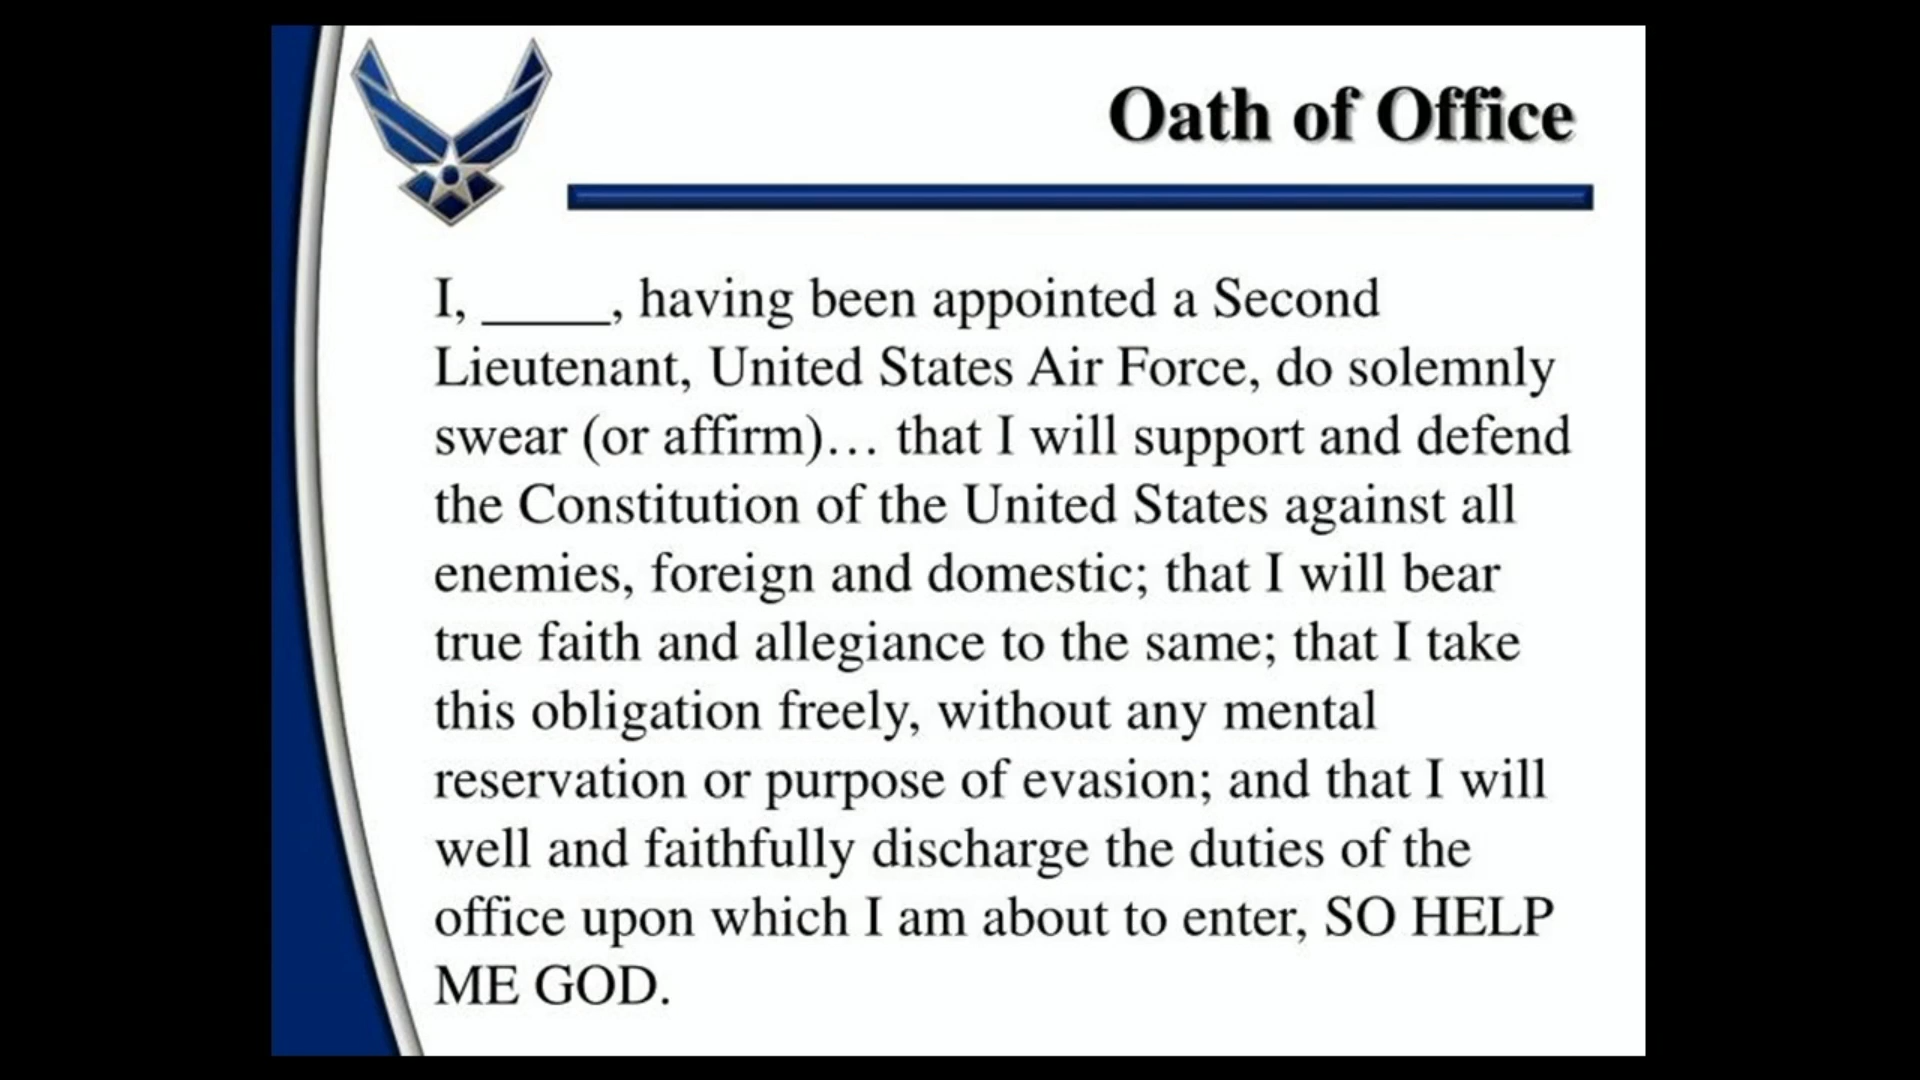 Oath of Office
I, _____, having been appointed a Second
Lieutenant, United States Air Force, do solemnly
swear (or affirm)… that I will support and defend
the Constitution of the United States against all
enemies, foreign and domestic; that I will bear
true faith and allegiance to the same; that I take
this obligation freely, without any mental
reservation or purpose of evasion; and that I will
well and faithfully discharge the duties of the
office upon which I am about to enter, SO HELP
ME GOD.